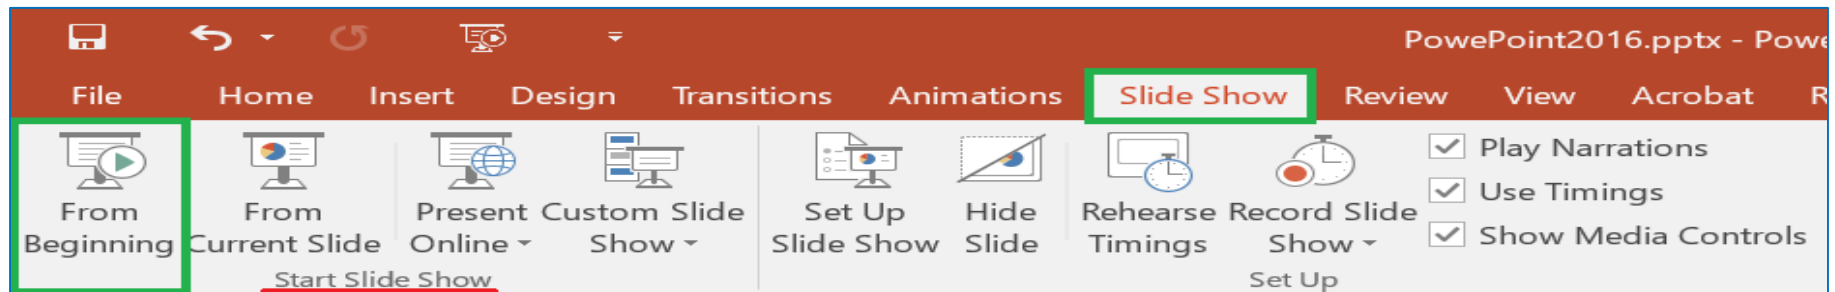 PowePoint2016.pptx - Powe
File Home Insert Design Transitions Animations Slide Show Review View Acrobat R
From Beginning
From Current Slide
Present Online
Custom Slide Show
Set Up Slide Show
Hide Slide
Rehearse Timings
Record Slide Show
Play Narrations
Use Timings
Show Media Controls
Start Slide Show
Set Up